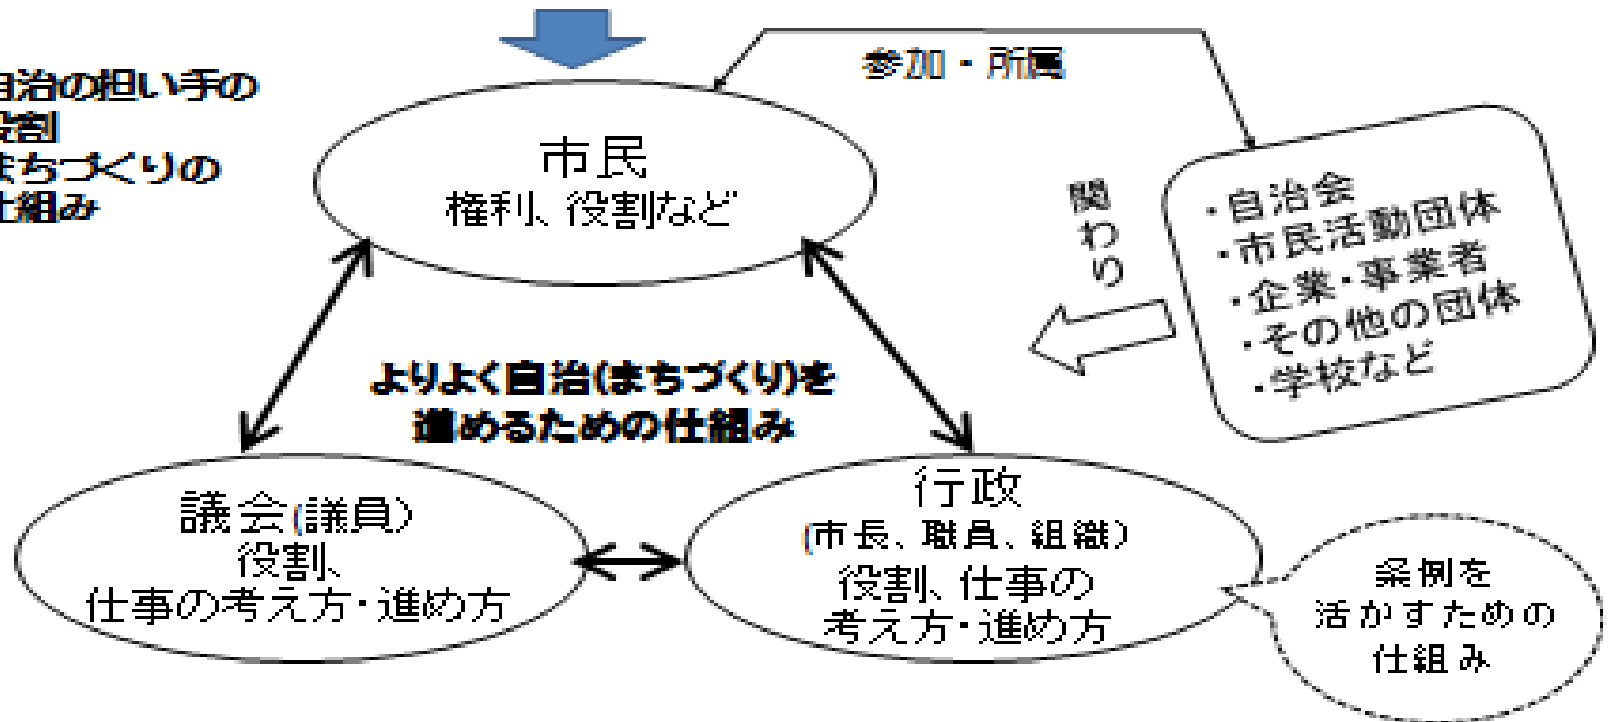 自治の担い手の
役割
まちづくりの
仕組み
参加・所属
市民
権利、役割など
関わり
・自治会
・市民活動団体
・企業・事業者
・その他の団体
・学校など
よりよく自治(まちづくり)を
進めるための仕組み
議会(議員)
役割、
仕事の考え方・進め方
行政
(市長、職員、組織)
役割、仕事の
考え方・進め方
条例を
活かすための
仕組み